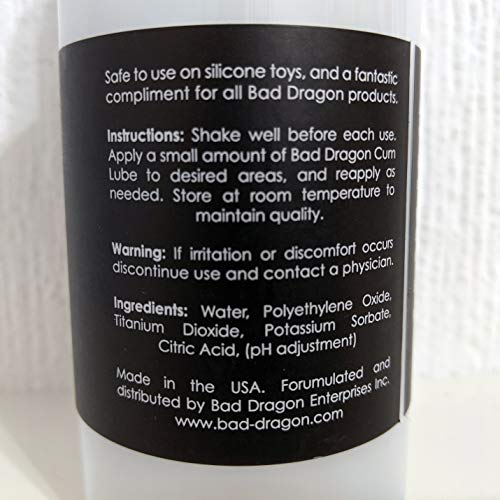 Safe to use on silicone toys, and a fantastic
compliment for all Bad Dragon products.
Instructions: Shake well before each use.
Apply a small amount of Bad Dragon Cum
Lube to desired areas, and reapply as
needed. Store at room temperature to
maintain quality.
Warning: If irritation or discomfort occurs
discontinue use and contact a physician.
Ingredients: Water, Polyethylene Oxide,
Titanium Dioxide, Potassium Sorbate,
Citric Acid, (pH adjustment)
Made in the USA. Forumulated and
distributed by Bad Dragon Enterprises Inc.
www.bad-dragon.com